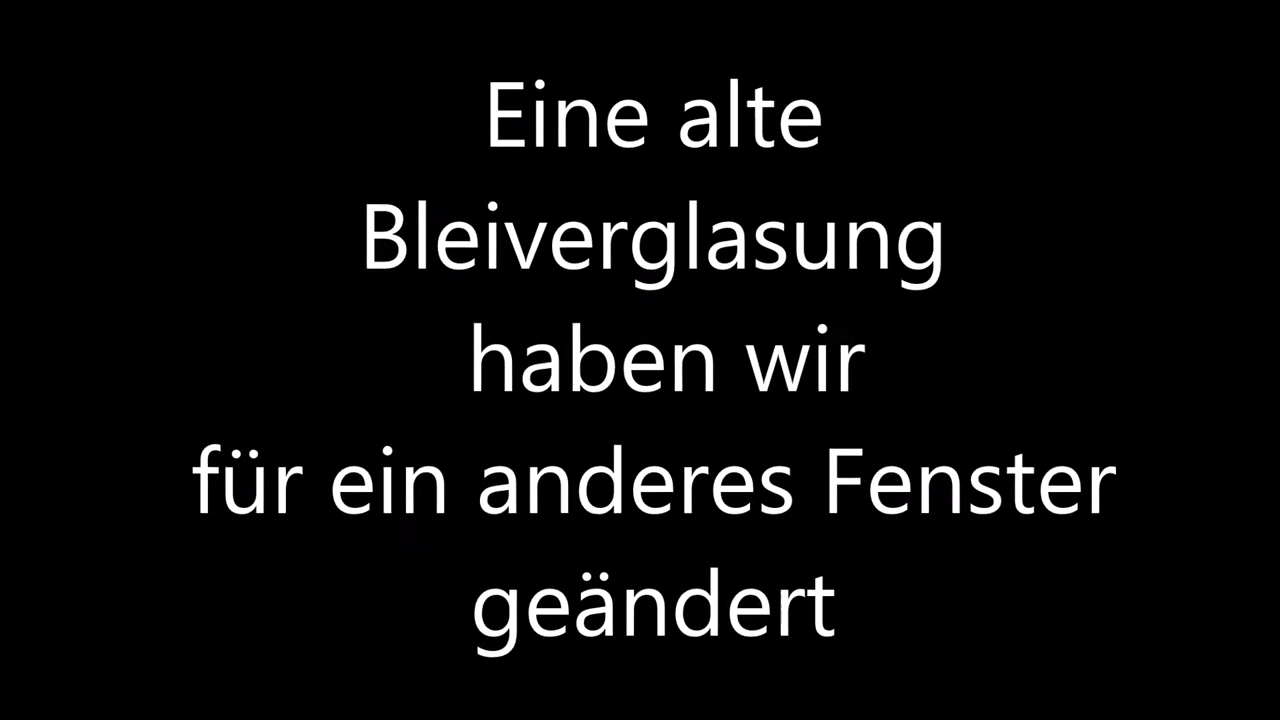 Eine alte
Bleiverglasung
haben wir
für ein anderes Fenster
geändert